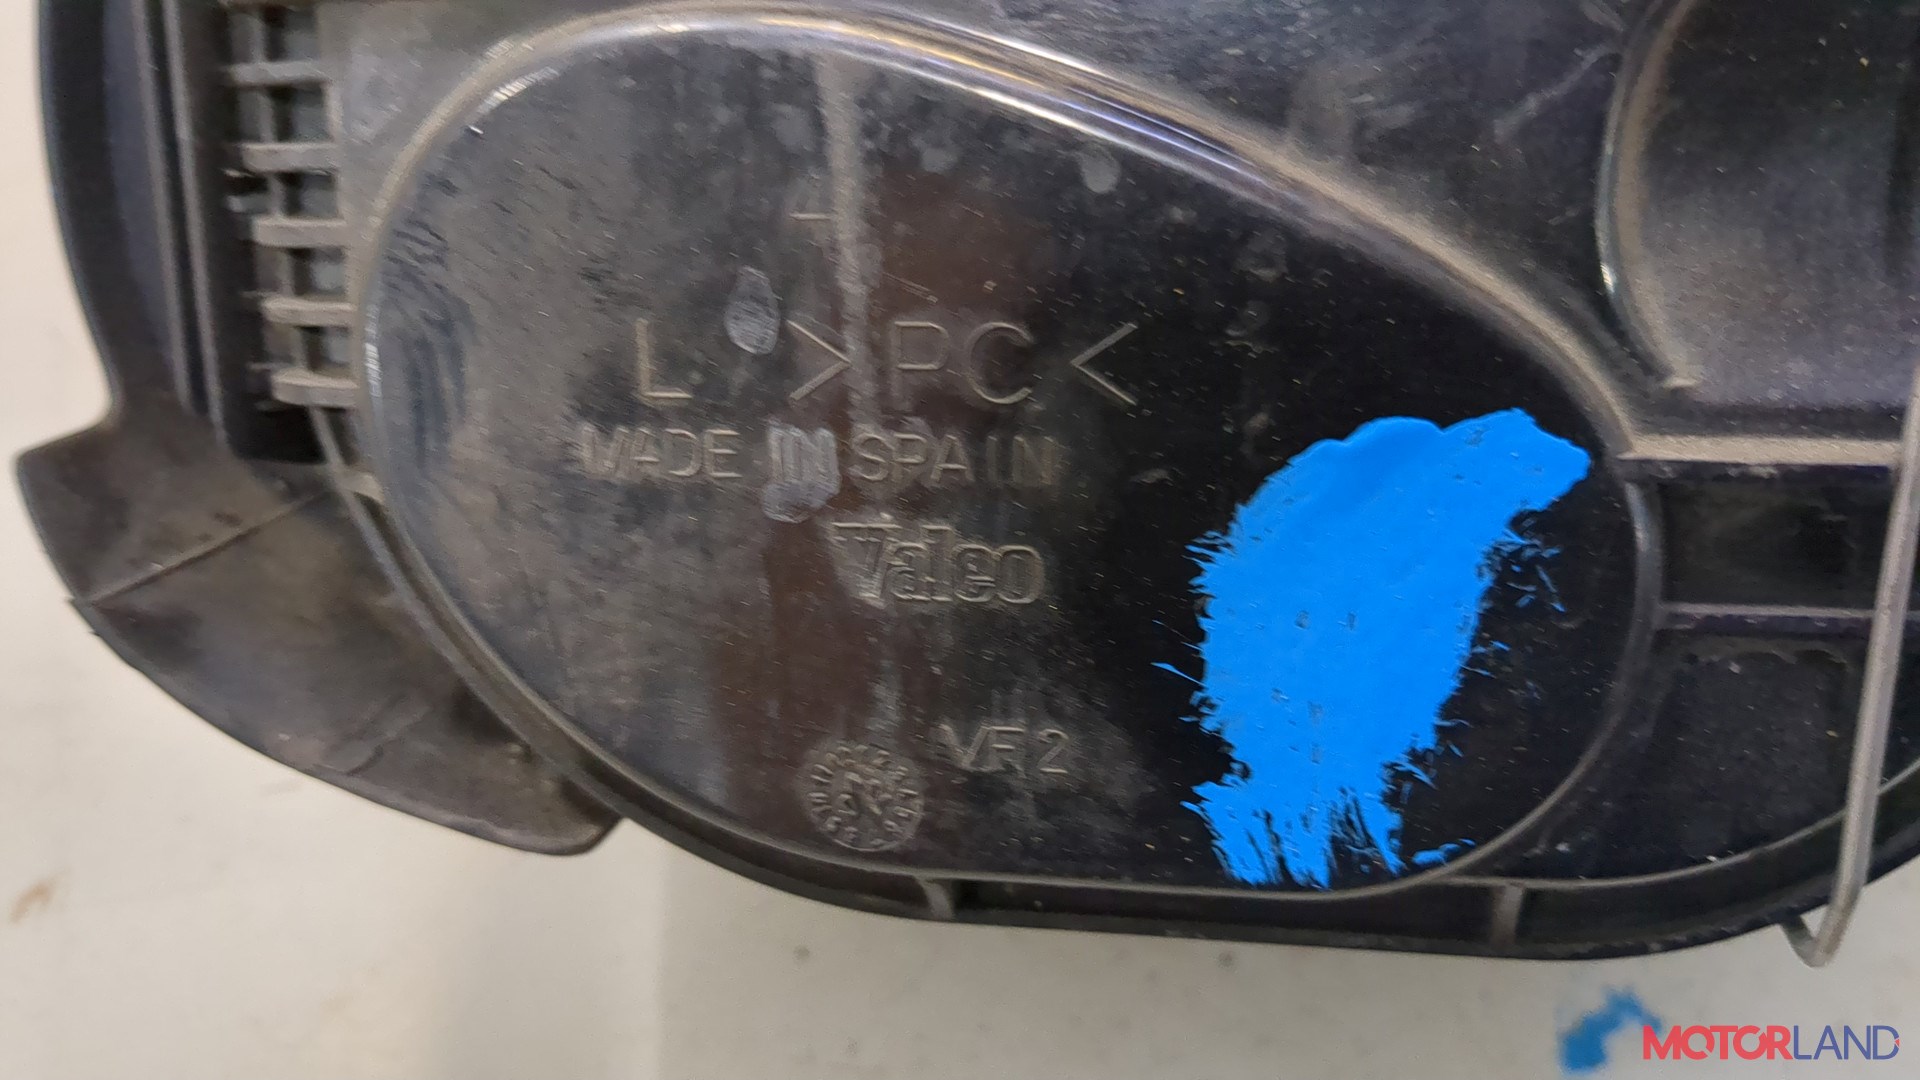 L >PC<
MADE IN SPAIN
Valeo
VF2
MOTORLAND